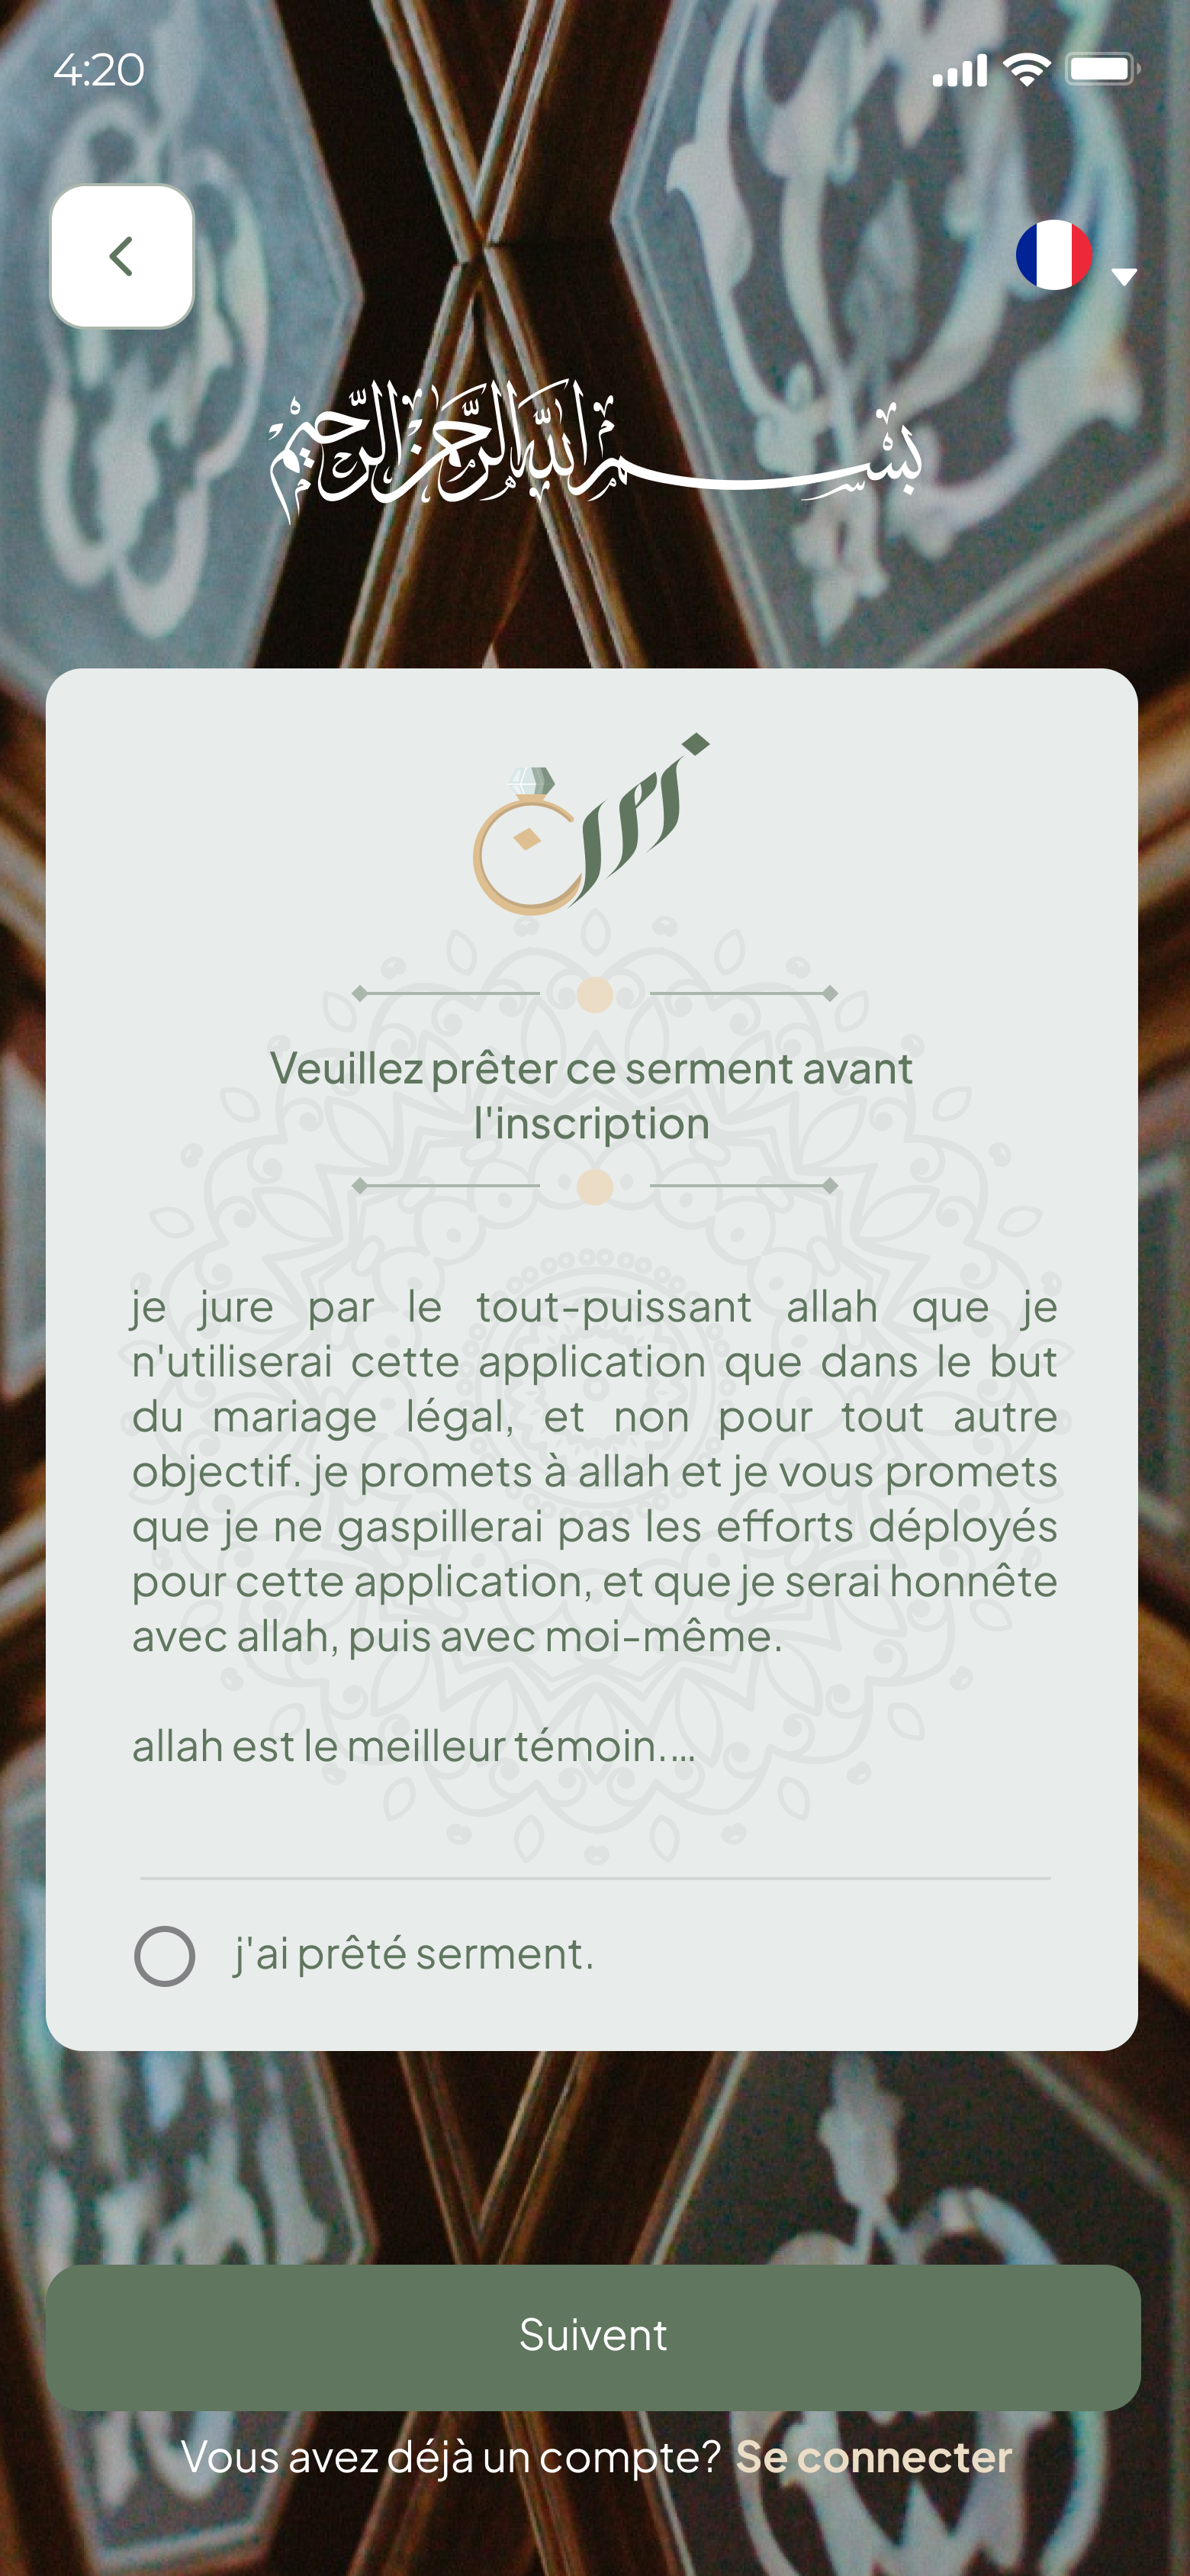 4:20
بسم الله الرحمن الرحيم
Veuillez prêter ce serment avant
l'inscription
je jure par le tout-puissant allah que je
n'utiliserai cette application que dans le but
du mariage légal, et non pour tout autre
objectif. je promets à allah et je vous promets
que je ne gaspillerai pas les efforts déployés
pour cette application, et que je serai honnête
avec allah, puis avec moi-même.
allah est le meilleur témoin....
j'ai prêté serment.
Suivent
Vous avez déjà un compte? Se connecter